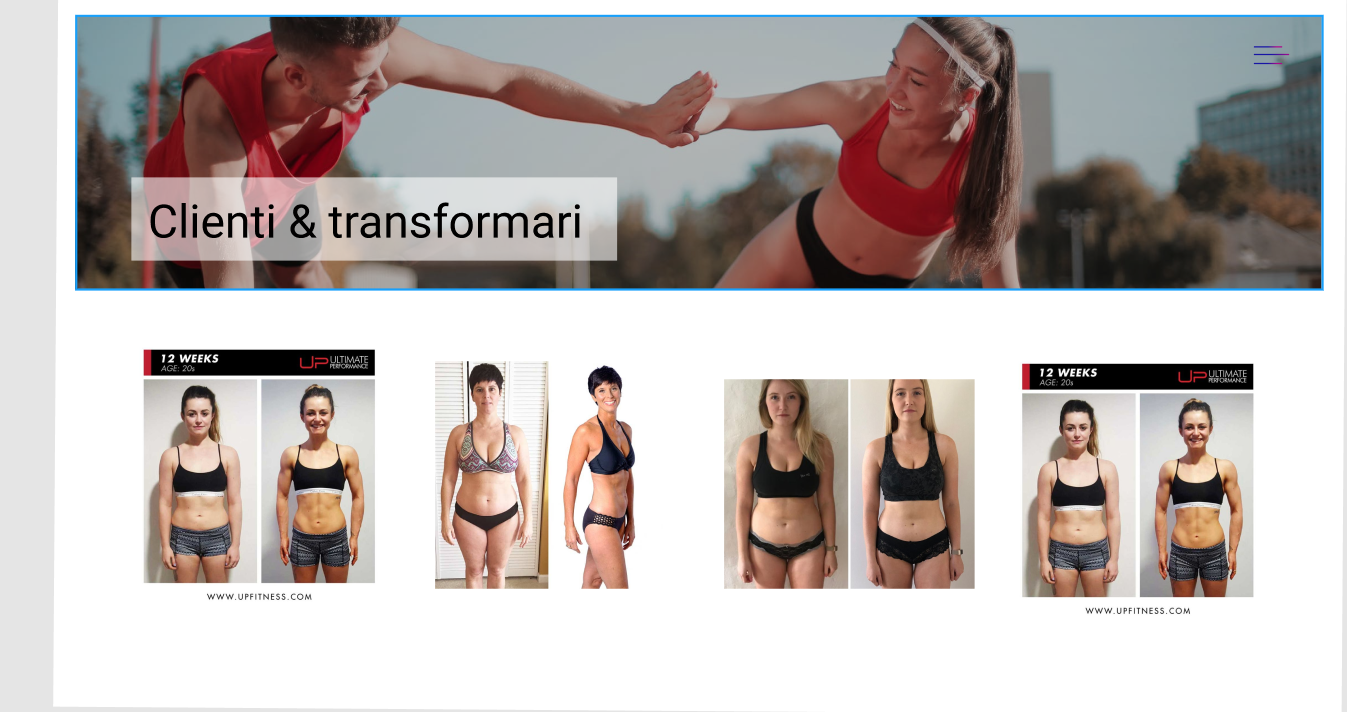 Clienti & transformari
12 WEEKS
AGE: 20s
UP ULTIMATE
PERFORMANCE
WWW.UPFITNESS.COM
12 WEEKS
AGE: 20s
UP ULTIMATE
PERFORMANCE
WWW.UPFITNESS.COM